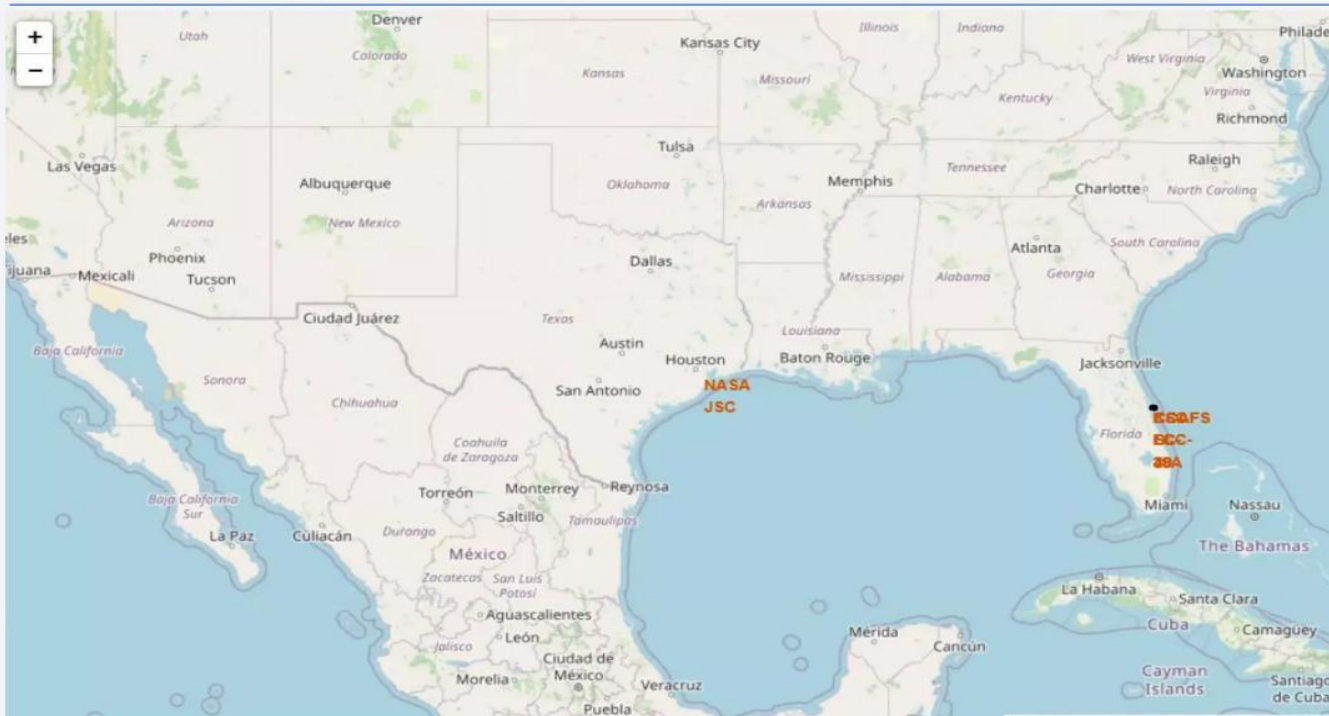 +
−
Denver
Utah
Colorado
Kansas City
Kansas
Missouri
Illinois
Indiana
West Virginia
Philade
Washington
Virginia
Kentucky
Richmond
Las Vegas
Albuquerque
Tulsa
Oklahoma
Memphis
Tennessee
Raleigh
Charlotte
North Carolina
Arizona
New Mexico
Arkansas
eles
Phoenix
Dallas
Atlanta
South Carolina
ijuana
Mexicali
Tucson
Mississippi
Alabama
Georgia
Ciudad Juárez
Texas
Louisiana
Baja California
Austin
Houston
Baton Rouge
Jacksonville
Sonora
San Antonio
NASA
JSC
Chihuahua
Florida
Coahuila
de Zaragoza
Torreón
Monterrey
Reynosa
Saltillo
Tamaulipas
Miami
Nassau
Baja California
Sur
La Paz
Culiacán
Durango
México
The Bahamas
Zacatecas
San Luis
Potosí
La Habana
Santa Clara
Aguascalientes
Cuba
León
Camagüey
Jalisco
Ciudad de
México
Mérida
Cancún
Morelia
Veracruz
Cayman
Islands
Santiago
de Cuba
Puebla